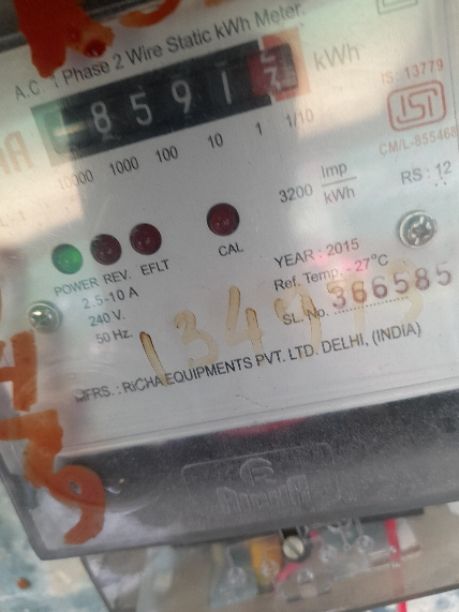 A.C. 1 Phase 2 Wire Static kWh Meter.
8591
kWh
10000 1000 100 10 1 1/10
IS: 13779
ISI
CM/L-855468
3200 Imp/kWh
RS: 12
POWER REV. EFLT CAL
2.5-10 A
240 V.
50 Hz.
YEAR : 2015
Ref. Temp. - 27°C
SL. No. 366585
MFRS. : RICHA EQUIPMENTS PVT. LTD. DELHI, (INDIA)